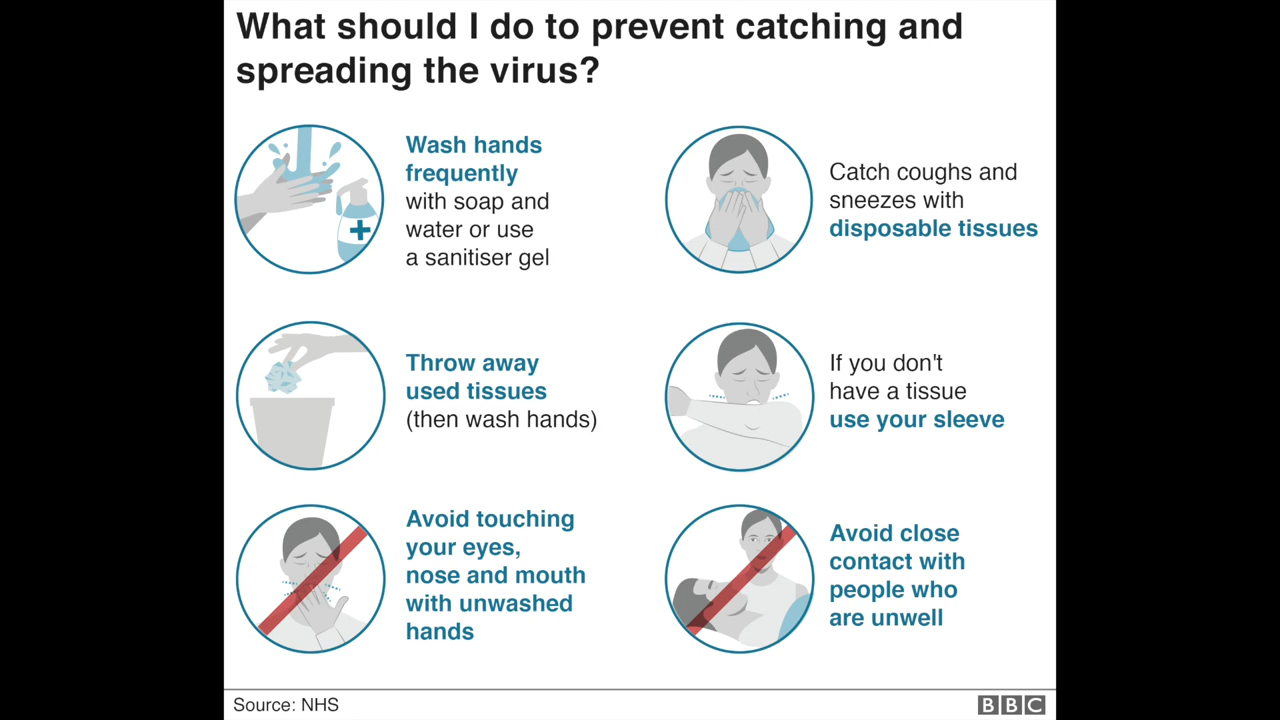 What should I do to prevent catching and
spreading the virus?
Wash hands
frequently
with soap and
water or use
a sanitiser gel
Catch coughs and
sneezes with
disposable tissues
Throw away
used tissues
(then wash hands)
If you don't
have a tissue
use your sleeve
Avoid touching
your eyes,
nose and mouth
with unwashed
hands
Avoid close
contact with
people who
are unwell
Source: NHS
BBC